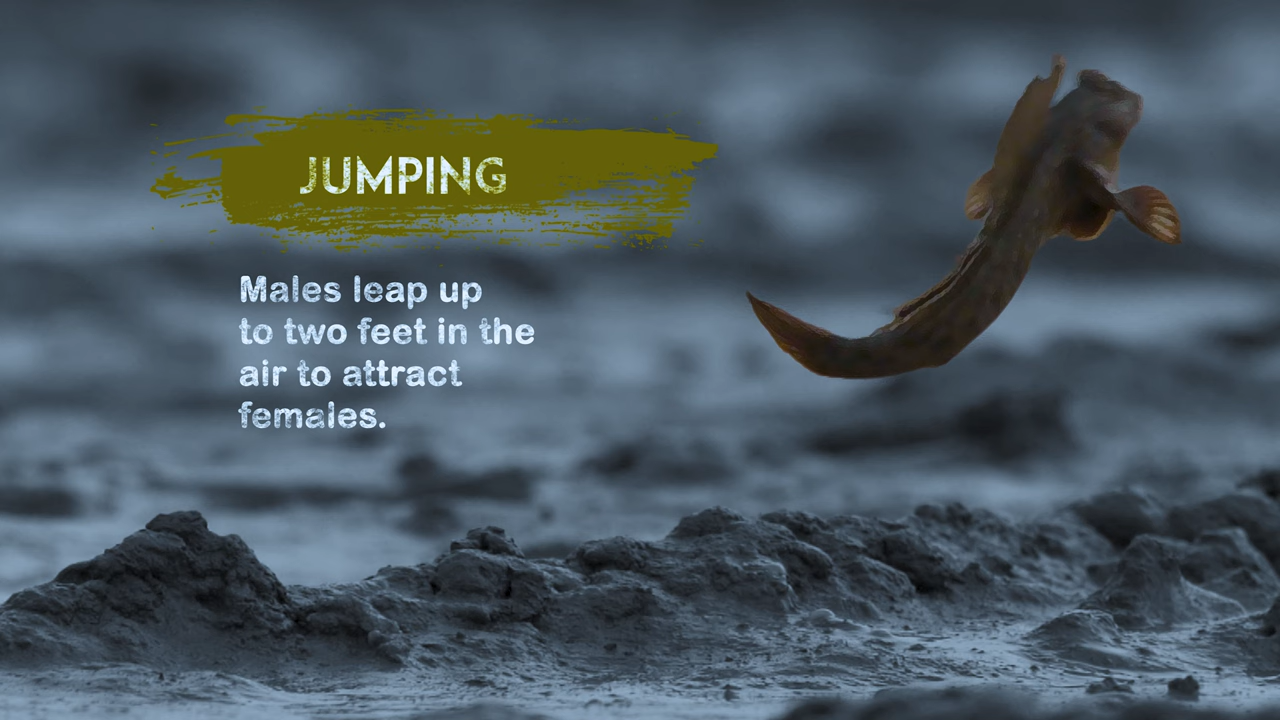 JUMPING
Males leap up
to two feet in the
air to attract
females.